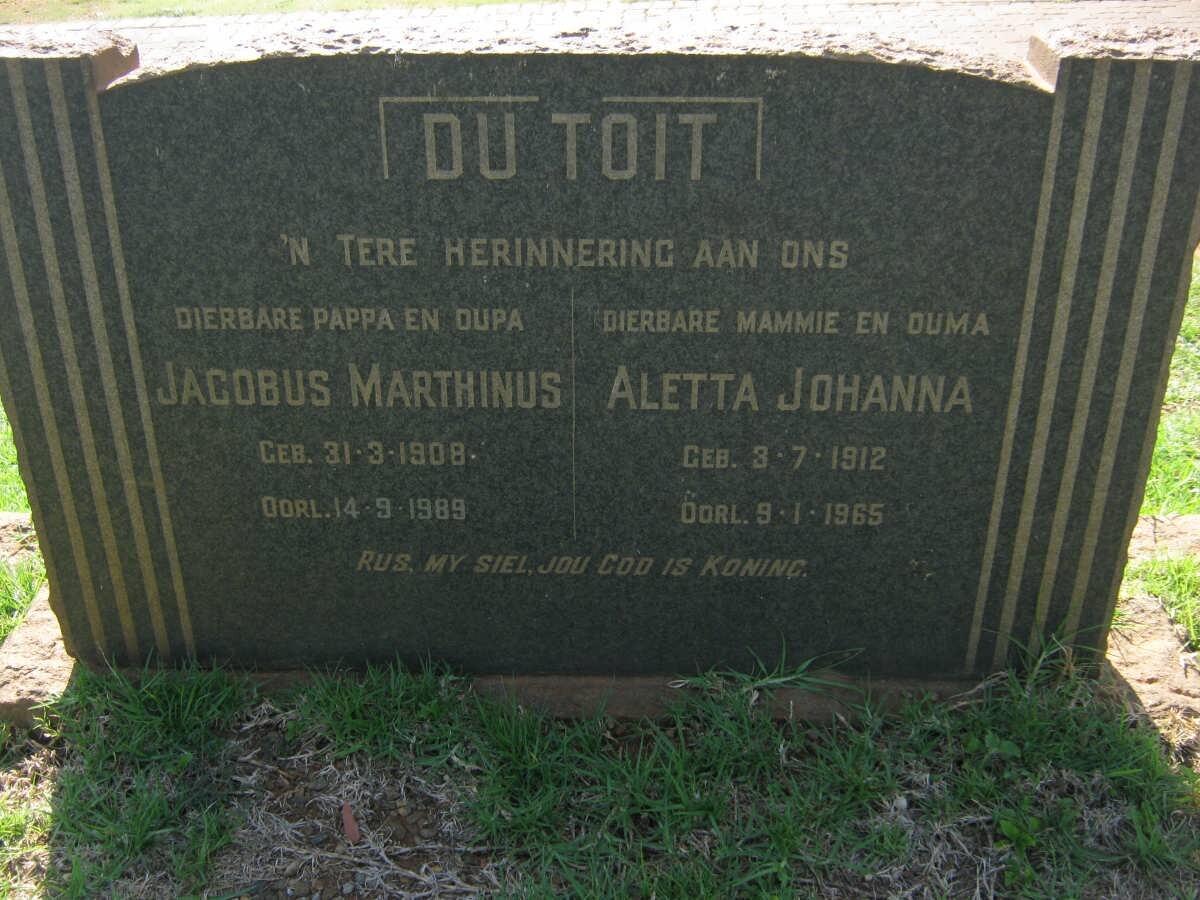 DU TOIT
'N TERE HERINNERING AAN ONS
DIERBARE PAPPA EN OUPA
JACOBUS MARTHINUS
GEB. 31·3·1908.
OORL. 14·9·1989
DIERBARE MAMMIE EN OUMA
ALETTA JOHANNA
GEB. 3·7·1912
OORL. 9·1·1965
RUS, MY SIEL, JOU GOD IS KONING.